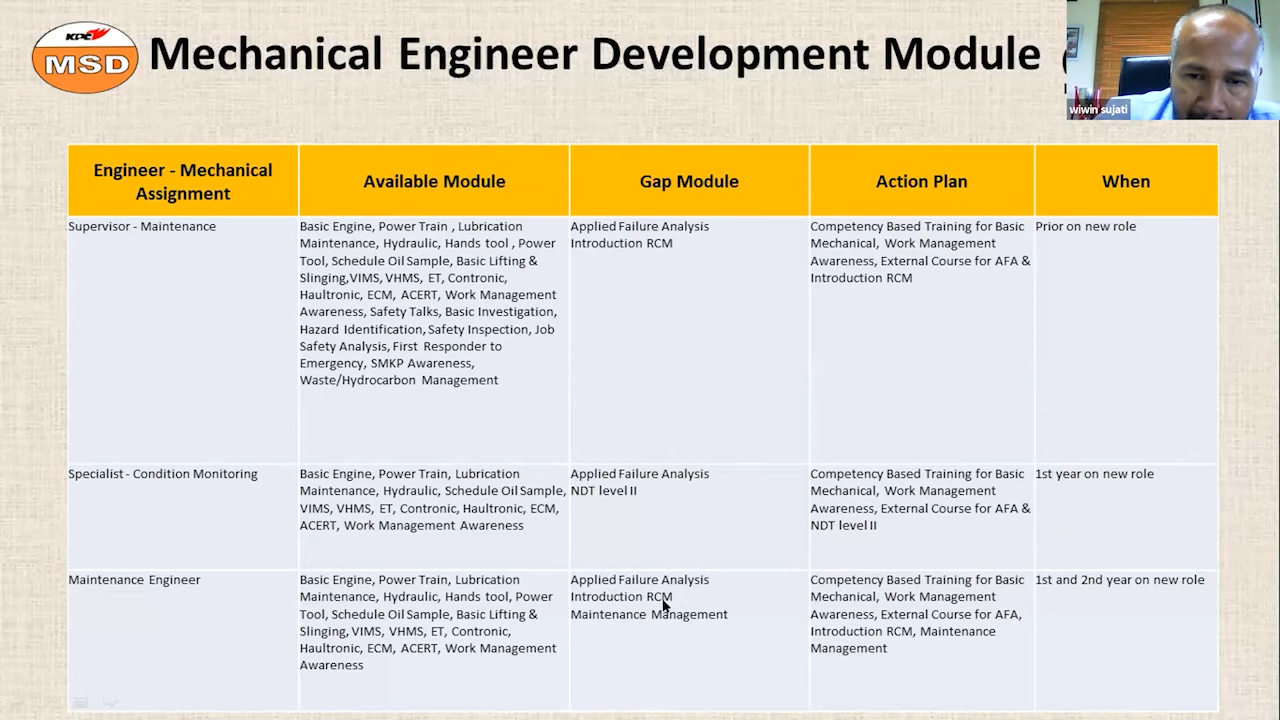 KPC
MSD
Mechanical Engineer Development Module (
wiwin sujati
Engineer - Mechanical
Assignment
Available Module
Gap Module
Action Plan
When
Supervisor - Maintenance
Basic Engine, Power Train , Lubrication
Maintenance, Hydraulic, Hands tool , Power
Tool, Schedule Oil Sample, Basic Lifting &
Slinging,VIMS, VHMS, ET, Contronic,
Haultronic, ECM, ACERT, Work Management
Awareness, Safety Talks, Basic Investigation,
Hazard Identification, Safety Inspection, Job
Safety Analysis, First Responder to
Emergency, SMKP Awareness,
Waste/Hydrocarbon Management
Applied Failure Analysis
Introduction RCM
Competency Based Training for Basic
Mechanical, Work Management
Awareness, External Course for AFA &
Introduction RCM
Prior on new role
Specialist - Condition Monitoring
Basic Engine, Power Train, Lubrication
Maintenance, Hydraulic, Schedule Oil Sample,
VIMS, VHMS, ET, Contronic, Haultronic, ECM,
ACERT, Work Management Awareness
Applied Failure Analysis
NDT level II
Competency Based Training for Basic
Mechanical, Work Management
Awareness, External Course for AFA &
NDT level II
1st year on new role
Maintenance Engineer
Basic Engine, Power Train, Lubrication
Maintenance, Hydraulic, Hands tool, Power
Tool, Schedule Oil Sample, Basic Lifting &
Slinging, VIMS, VHMS, ET, Contronic,
Haultronic, ECM, ACERT, Work Management
Awareness
Applied Failure Analysis
Introduction RCM
Maintenance Management
Competency Based Training for Basic
Mechanical, Work Management
Awareness, External Course for AFA,
Introduction RCM, Maintenance
Management
1st and 2nd year on new role